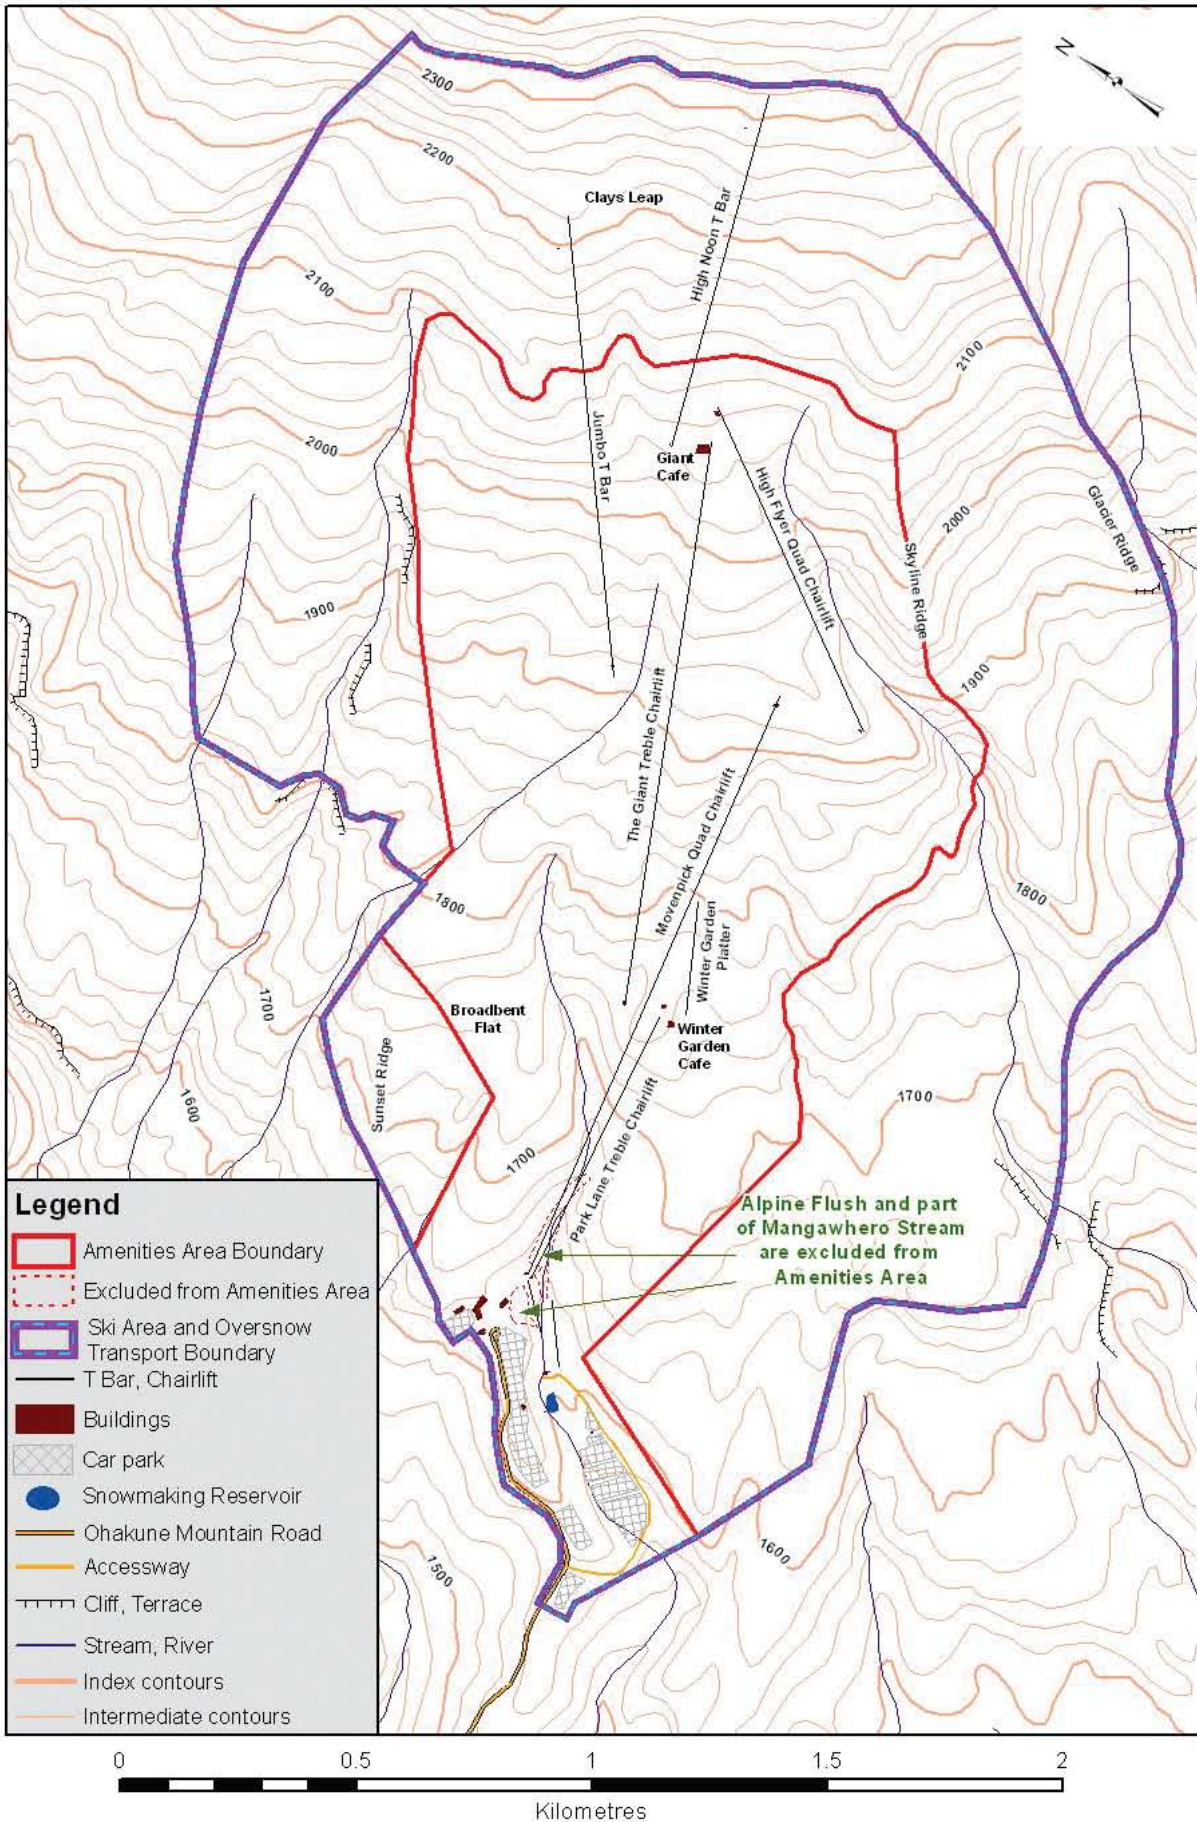 N
2300
2200
Clays Leap
High Noon T Bar
2100
2100
Jumbo T Bar
2000
Giant
Cafe
High Flyer Quad Chairlift
2000
Glacier Ridge
Skyline Ridge
1900
1900
The Giant Treble Chairlift
Movenpick Quad Chairlift
1800
1800
Winter Garden
Platter
1700
Broadbent
Flat
Winter
Garden
Cafe
Sunset Ridge
1600
1700
1700
Park Lane Treble Chairlift
Alpine Flush and part
of Mangawhero Stream
are excluded from
Amenities Area
1600
1500
Legend
Amenities Area Boundary
Excluded from Amenities Area
Ski Area and Oversnow
Transport Boundary
T Bar, Chairlift
Buildings
Car park
Snowmaking Reservoir
Ohakune Mountain Road
Accessway
Cliff, Terrace
Stream, River
Index contours
Intermediate contours
0 0.5 1 1.5 2
Kilometres